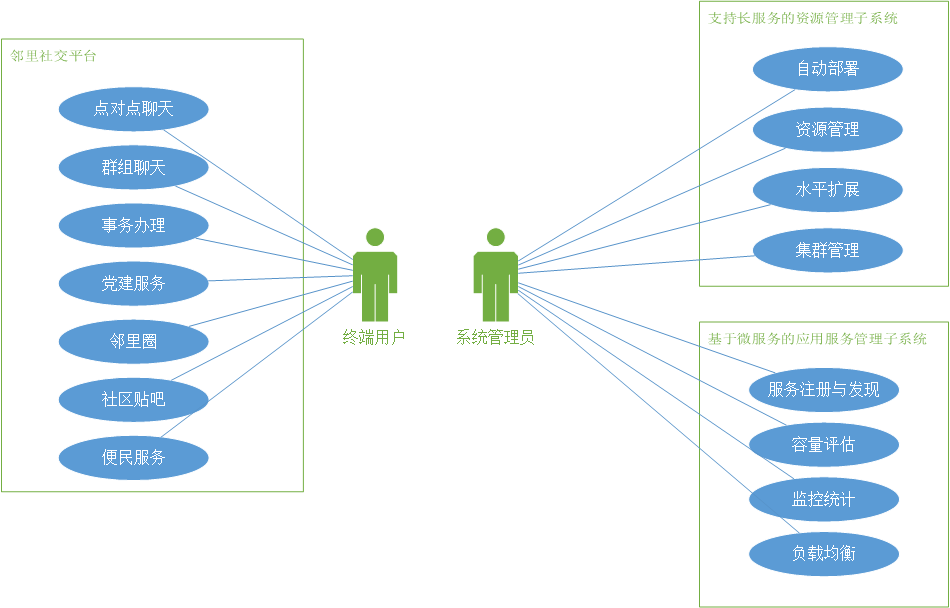 邻里社交平台
点对点聊天
群组聊天
事务办理
党建服务
邻里圈
社区贴吧
便民服务
终端用户
系统管理员
支持长服务的资源管理子系统
自动部署
资源管理
水平扩展
集群管理
基于微服务的应用服务管理子系统
服务注册与发现
容量评估
监控统计
负载均衡